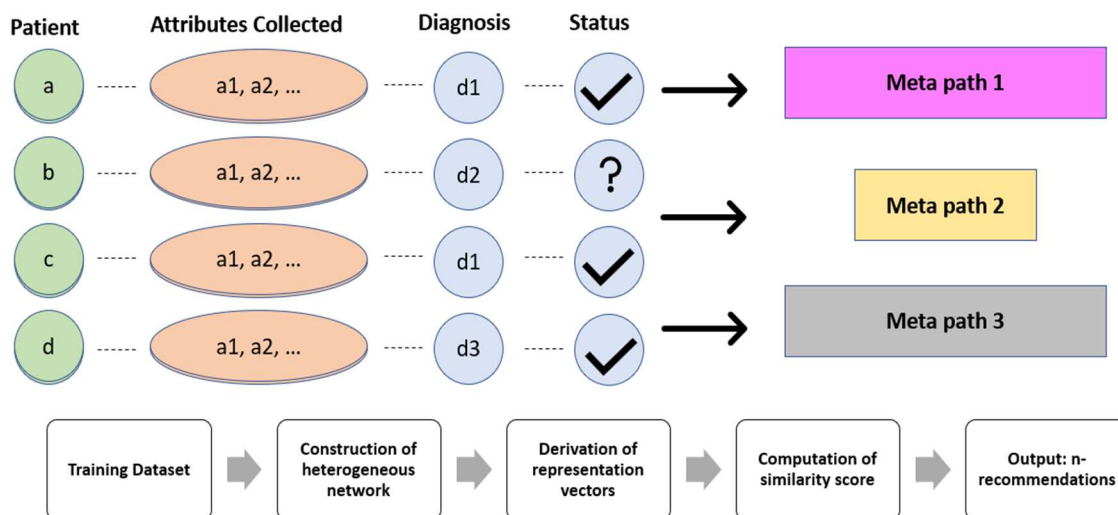 Patient Attributes Collected Diagnosis Status
a a1, a2, ... d1 Meta path 1
b a1, a2, ... d2 ?
Meta path 2
c a1, a2, ... d1
Meta path 3
d a1, a2, ... d3
Training Dataset
Construction of
heterogeneous
network
Derivation of
representation
vectors
Computation of
similarity score
Output: n-
recommendations